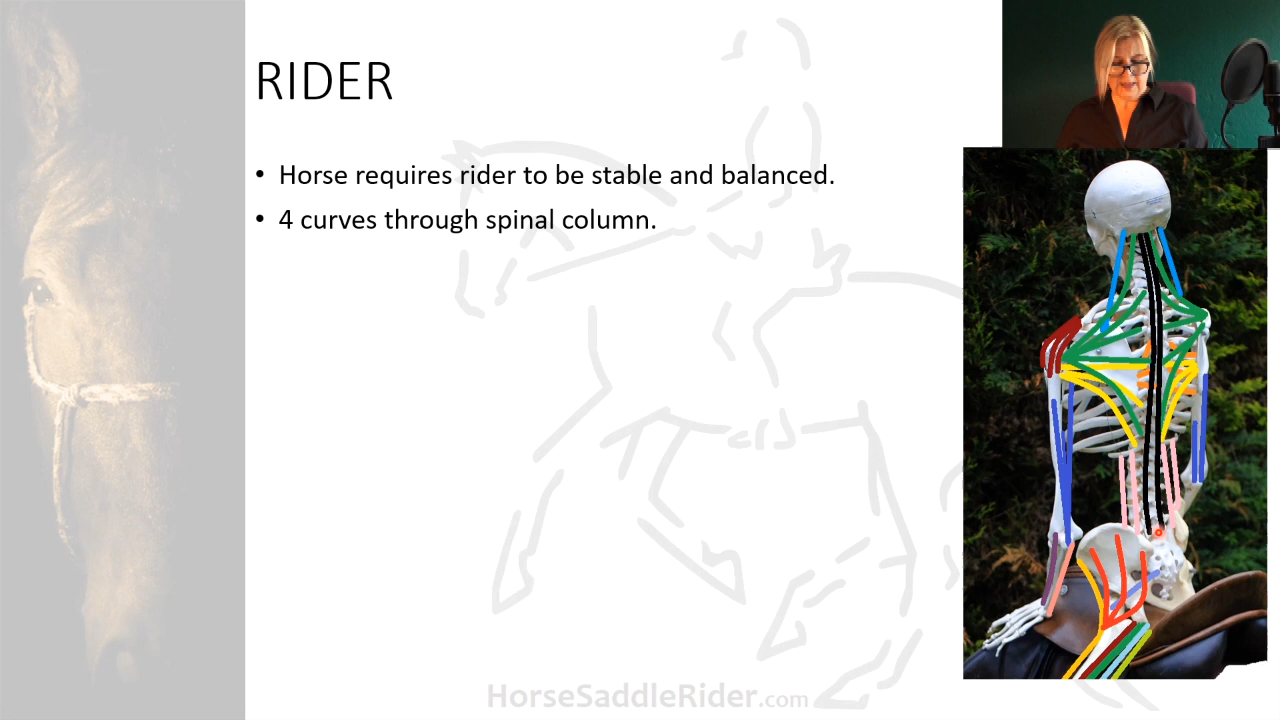 RIDER
• Horse requires rider to be stable and balanced.
• 4 curves through spinal column.
HorseSaddleRider.com